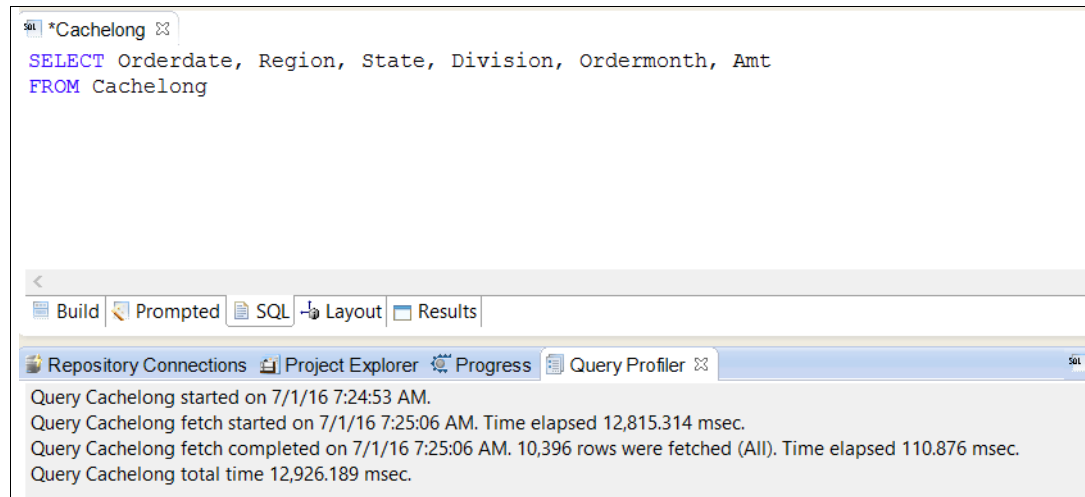 SQL *Cachelong
SELECT Orderdate, Region, State, Division, Ordermonth, Amt
FROM Cachelong
Build Prompted SQL Layout Results
Repository Connections Project Explorer Progress Query Profiler SQL
Query Cachelong started on 7/1/16 7:24:53 AM.
Query Cachelong fetch started on 7/1/16 7:25:06 AM. Time elapsed 12,815.314 msec.
Query Cachelong fetch completed on 7/1/16 7:25:06 AM. 10,396 rows were fetched (All). Time elapsed 110.876 msec.
Query Cachelong total time 12,926.189 msec.